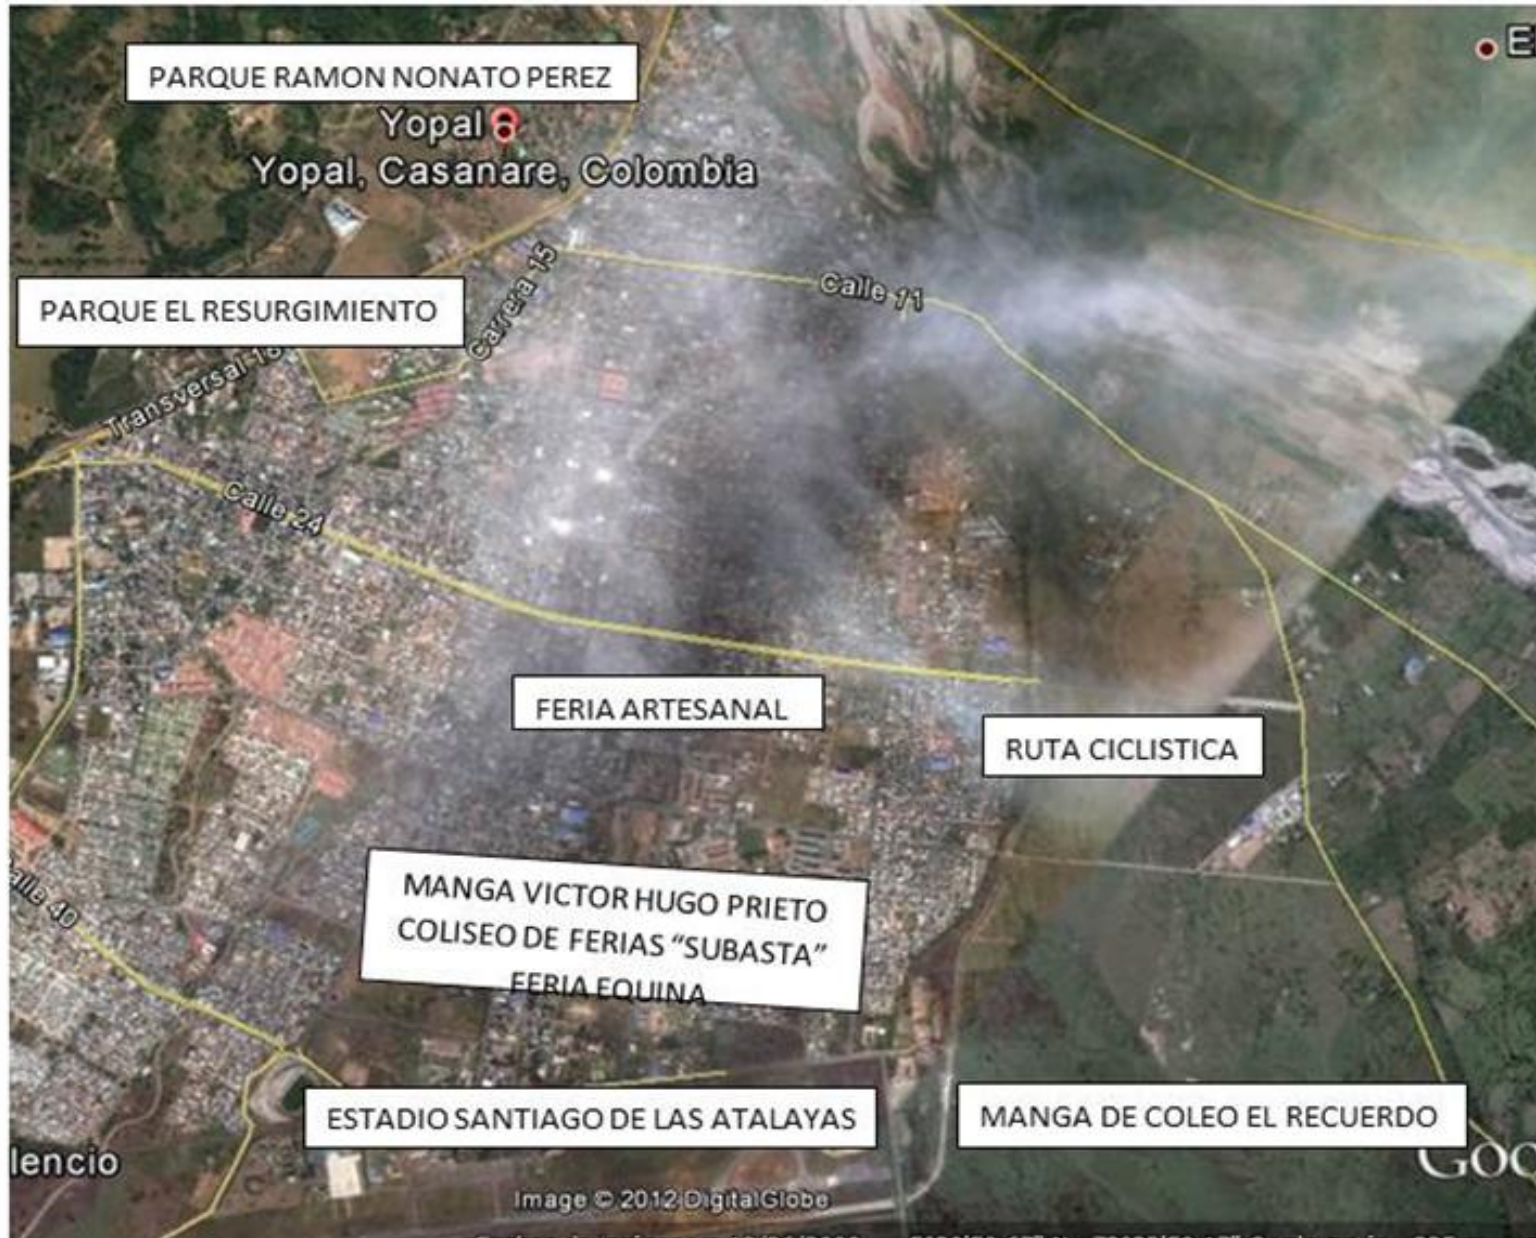 PARQUE RAMON NONATO PEREZ
Yopal
Yopal, Casanare, Colombia
PARQUE EL RESURGIMIENTO
Carrera 15
Calle 11
Transversal 18
Calle 24
FERIA ARTESANAL
RUTA CICLISTICA
MANGA VICTOR HUGO PRIETO
COLISEO DE FERIAS “SUBASTA”
FERIA EQUINA
alle 40
ESTADIO SANTIAGO DE LAS ATALAYAS
MANGA DE COLEO EL RECUERDO
lencio
Goo
Image © 2012 DigitalGlobe